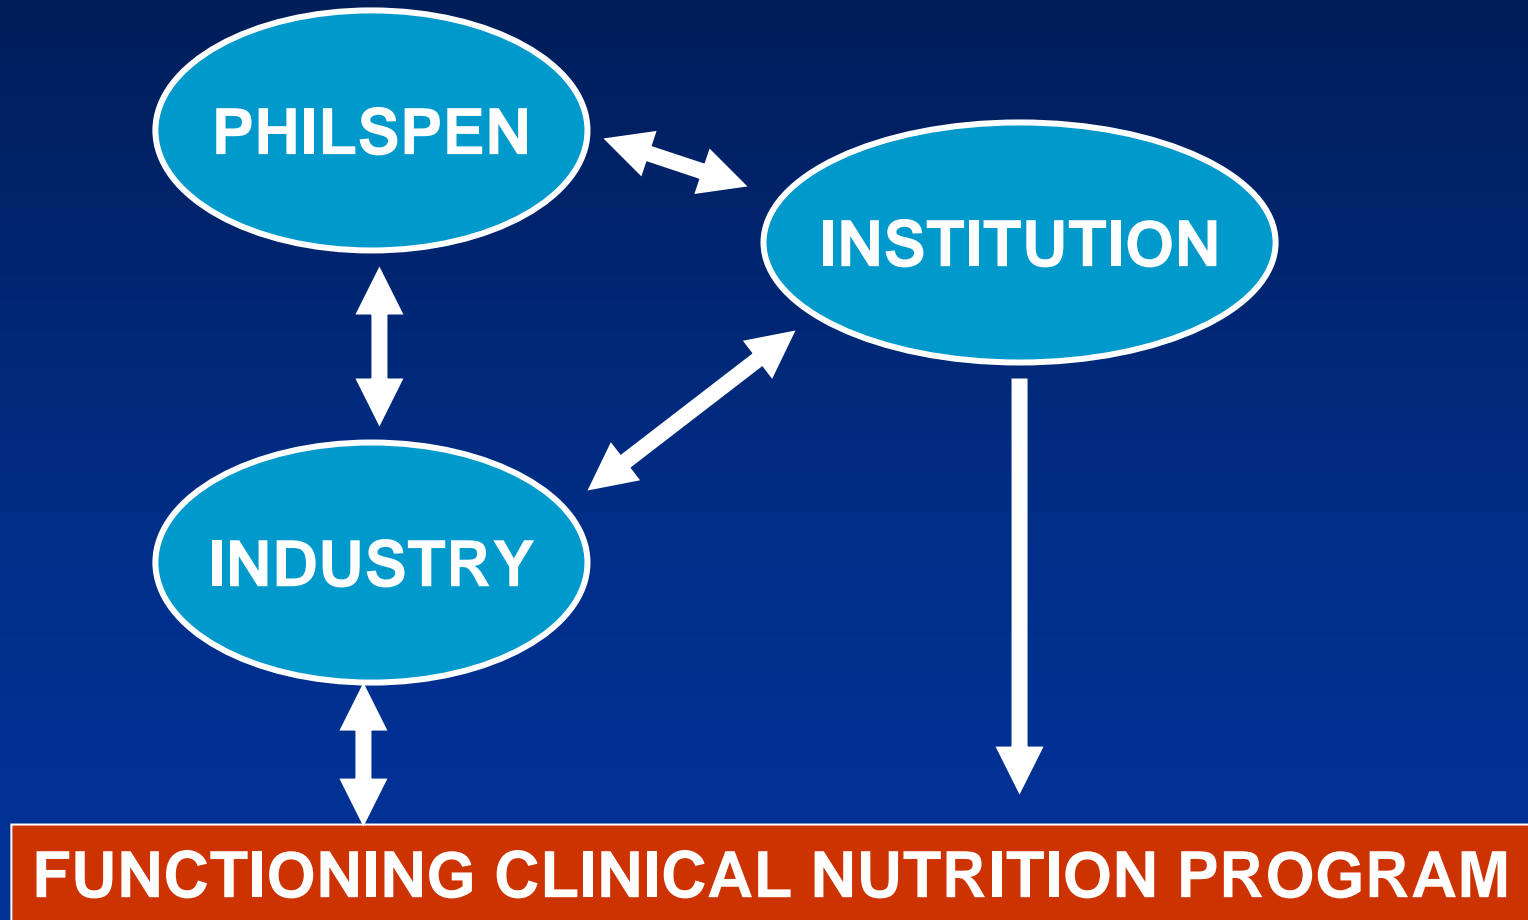 PHILSPEN
INSTITUTION
INDUSTRY
FUNCTIONING CLINICAL NUTRITION PROGRAM